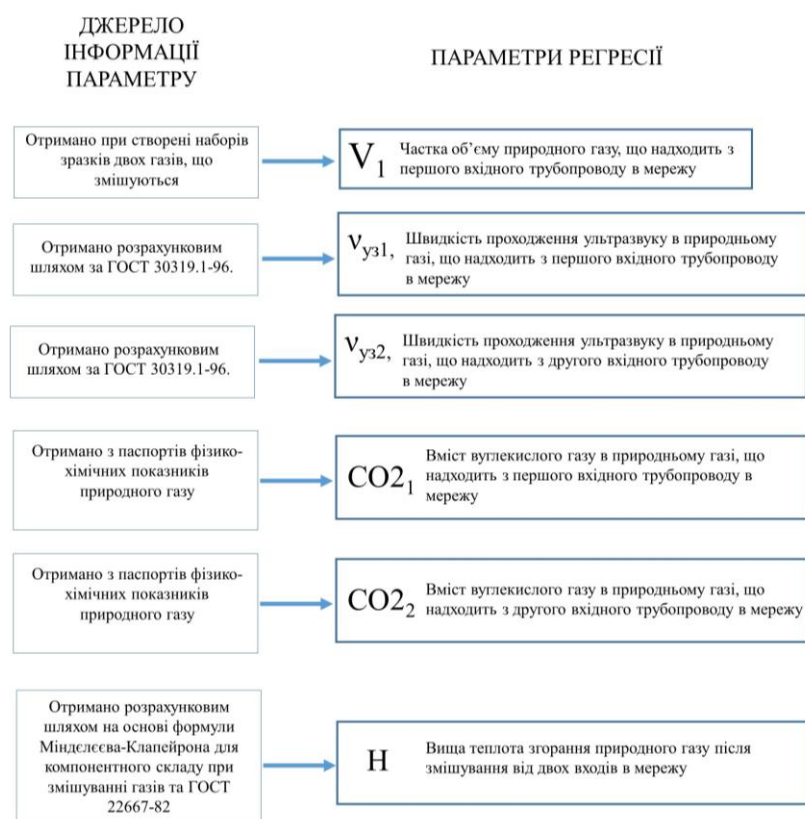 ДЖЕРЕЛО
ІНФОРМАЦІЇ
ПАРАМЕТРУ
ПАРАМЕТРИ РЕГРЕСІЇ
Отримано при створені наборів
зразків двох газів, що
змішуються
V1 Частка об’єму природного газу, що надходить з
першого вхідного трубопроводу в мережу
Отримано розрахунковим
шляхом за ГОСТ 30319.1-96.
νуз1, Швидкість проходження ультразвуку в природньому
газі, що надходить з першого вхідного трубопроводу
в мережу
Отримано розрахунковим
шляхом за ГОСТ 30319.1-96.
νуз2, Швидкість проходження ультразвуку в природньому
газі, що надходить з другого вхідного трубопроводу
в мережу
Отримано з паспортів фізико-
хімічних показників
природного газу
CO21 Вміст вуглекислого газу в природньому газі, що
надходить з першого вхідного трубопроводу в
мережу
Отримано з паспортів фізико-
хімічних показників
природного газу
CO22 Вміст вуглекислого газу в природньому газі, що
надходить з другого вхідного трубопроводу в мережу
Отримано розрахунковим
шляхом на основі формули
Міндєлєєва-Клапейрона для
компонентного складу при
змішуванні газів та ГОСТ
22667-82
H Вища теплота згорання природного газу після
змішування від двох входів в мережу